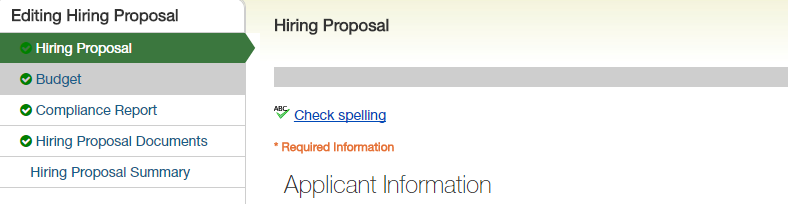 Editing Hiring Proposal
Hiring Proposal
Budget
Compliance Report
Hiring Proposal Documents
Hiring Proposal Summary
Hiring Proposal
ABC
Check spelling
* Required Information
Applicant Information